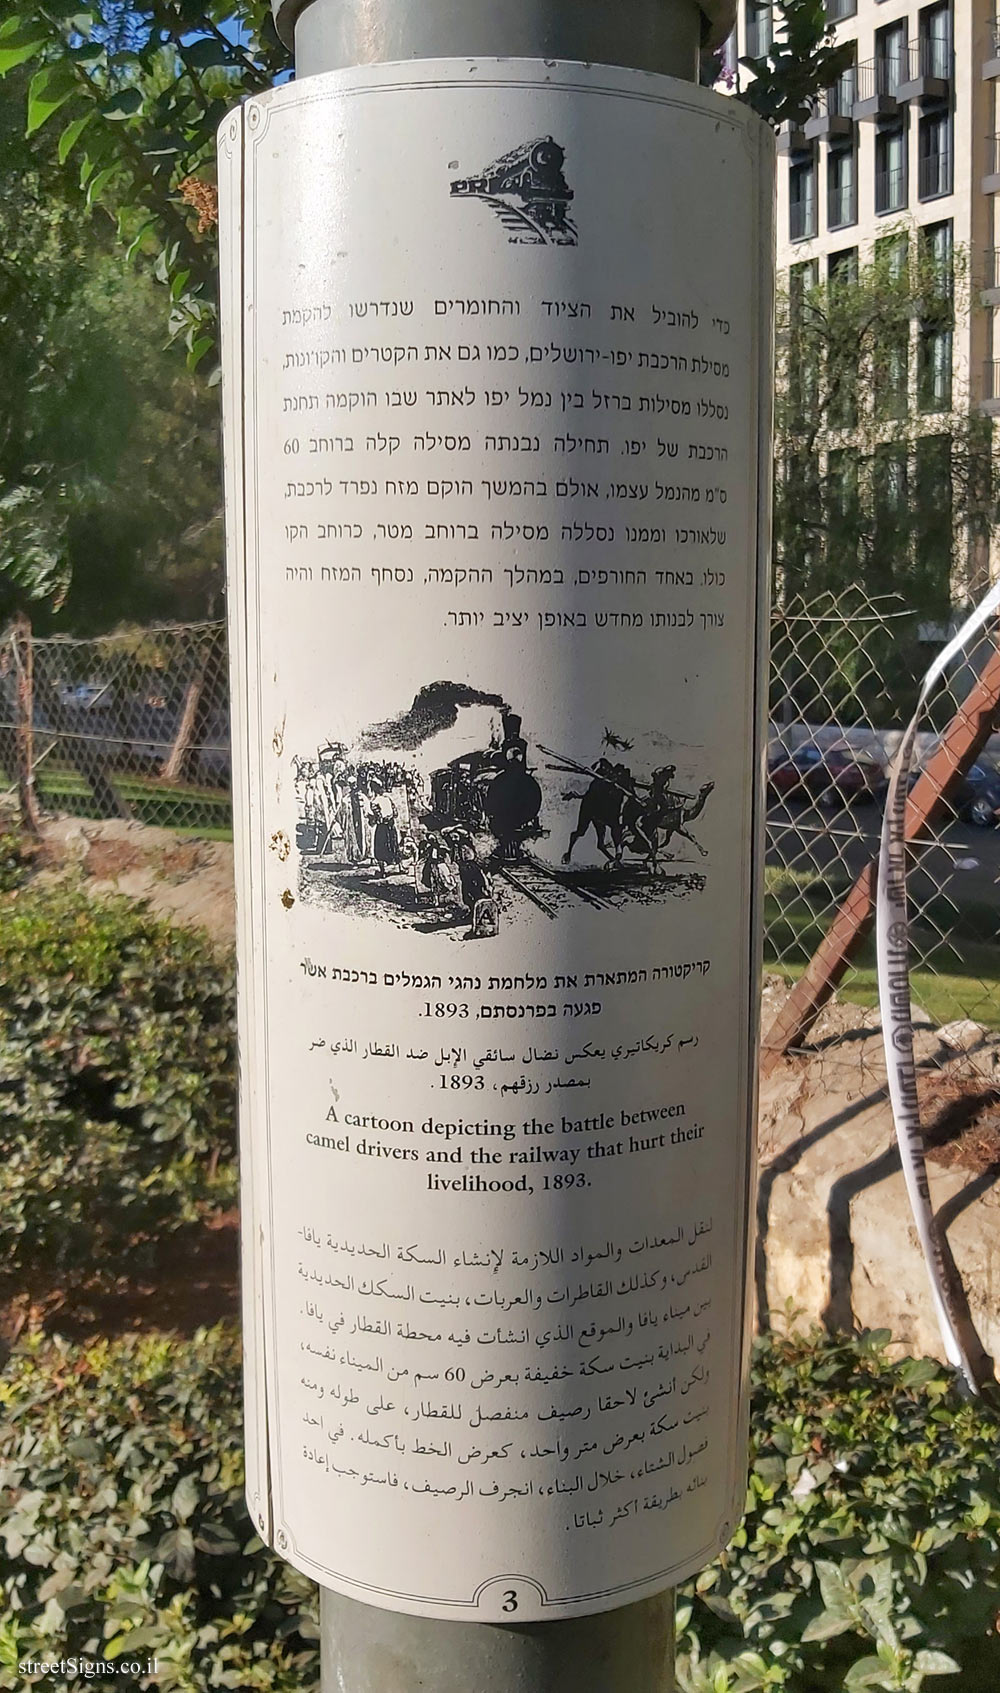 כדי להוביל את הציוד והחומרים שנדרשו להקמת
מסילת הרכבת יפו-ירושלים, כמו גם את הקטרים והקרונות,
נסללו מסילות ברזל בין נמל יפו לאתר שבו הוקמה תחנת
הרכבת של יפו. תחילה נבנתה מסילה קלה ברוחב 60
ס"מ מהנמל עצמו, אולם בהמשך הוקם מזח נפרד לרכבת,
שלאורכו וממנו נסללה מסילה ברוחב מטר, כרוחב הקו
כולו. באחד החורפים, במהלך ההקמה, נסחף המזח והיה
צורך לבנותו מחדש באופן יציב יותר.
קריקטורה המתארת את מלחמת נהגי הגמלים ברכבת אשר
פגעה בפרנסתם, 1893.
رسم كريكاتيري يعكس نضال سائقي الإبل ضد القطار الذي ضر
بمصدر رزقهم، 1893 .
A cartoon depicting the battle between
camel drivers and the railway that hurt their
livelihood, 1893.
لنقل المعدات والمواد اللازمة لإنشاء السكة الحديدية يافا-
القدس، وكذلك القاطرات والعربات، بنيت السكك الحديدية
بين ميناء يافا والموقع الذي انشأت فيه محطة القطار في يافا.
في البداية بنيت سكة خفيفة بعرض 60 سم من الميناء نفسه،
ولكن أنشئ لاحقا رصيف منفصل للقطار، على طوله ومنه
بنيت سكة بعرض متر واحد، كعرض الخط بأكمله. في احد
فصول الشتاء، خلال البناء، انجرف الرصيف، فاستوجب إعادة
بنائه بطريقة أكثر ثباتا.
3
streetSigns.co.il